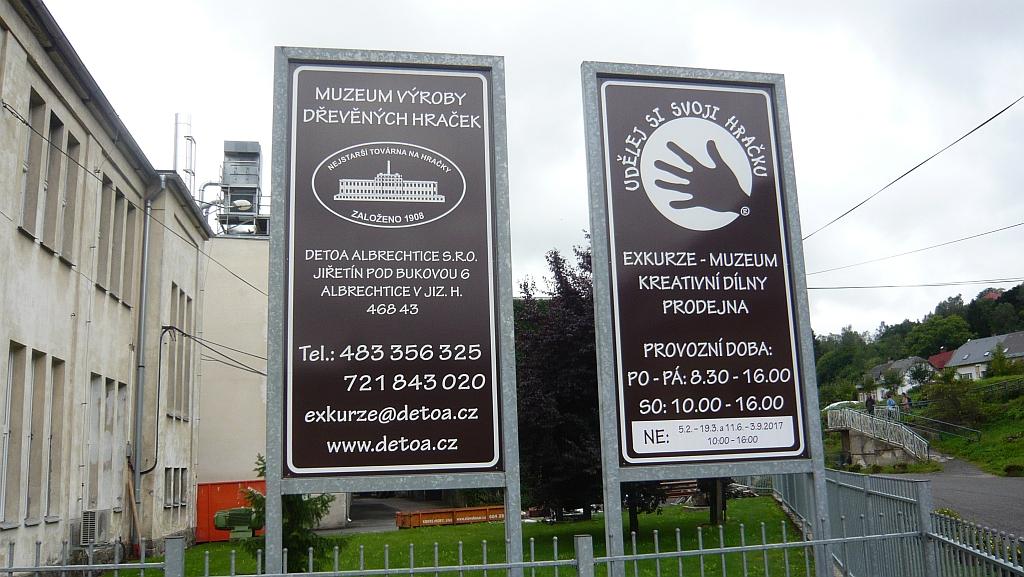 MUZEUM VÝROBY
DŘEVĚNÝCH HRAČEK
NEJSTARŠÍ TOVÁRNA NA HRAČKY
ZALOŽENO 1908
DETOA ALBRECHTICE S.R.O.
JIŘETÍN POD BUKOVOU 6
ALBRECHTICE V JIZ. H.
468 43
Tel.: 483 356 325
721 843 020
exkurze@detoa.cz
www.detoa.cz
UDĚLEJ SI SVOJI HRAČKU
®
EXKURZE - MUZEUM
KREATIVNÍ DÍLNY
PRODEJNA
PROVOZNÍ DOBA:
PO - PÁ: 8.30 - 16.00
SO: 10.00 - 16.00
NE: 5.2. - 19.3. a 11.6. - 3.9.2017
10:00 - 16:00